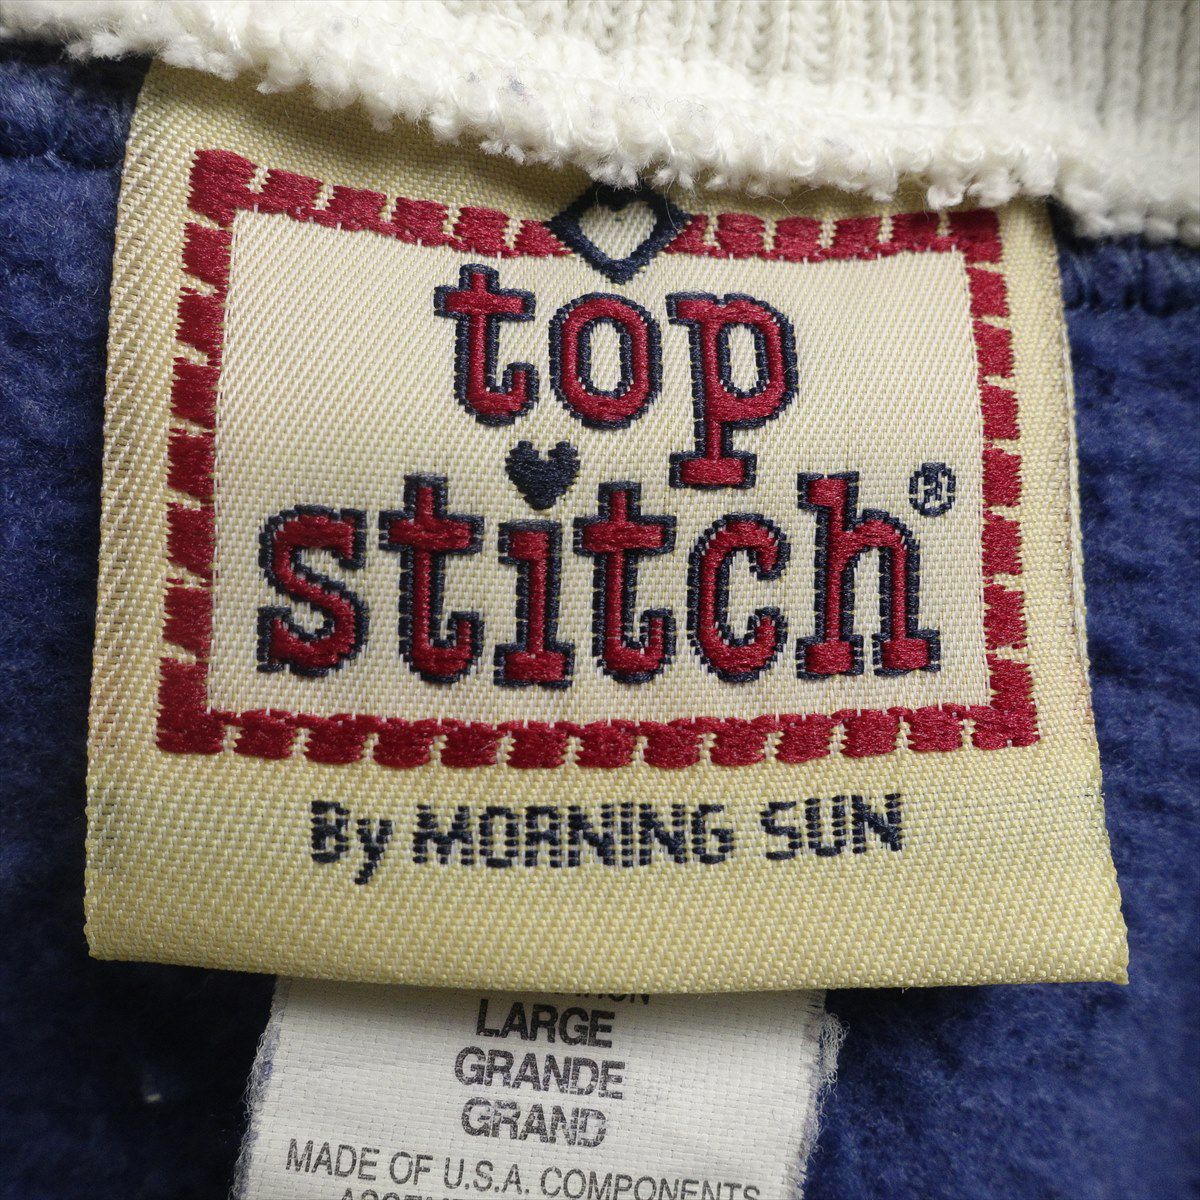 top
stitch®
By MORNING SUN
LARGE
GRANDE
GRAND
MADE OF U.S.A. COMPONENTS